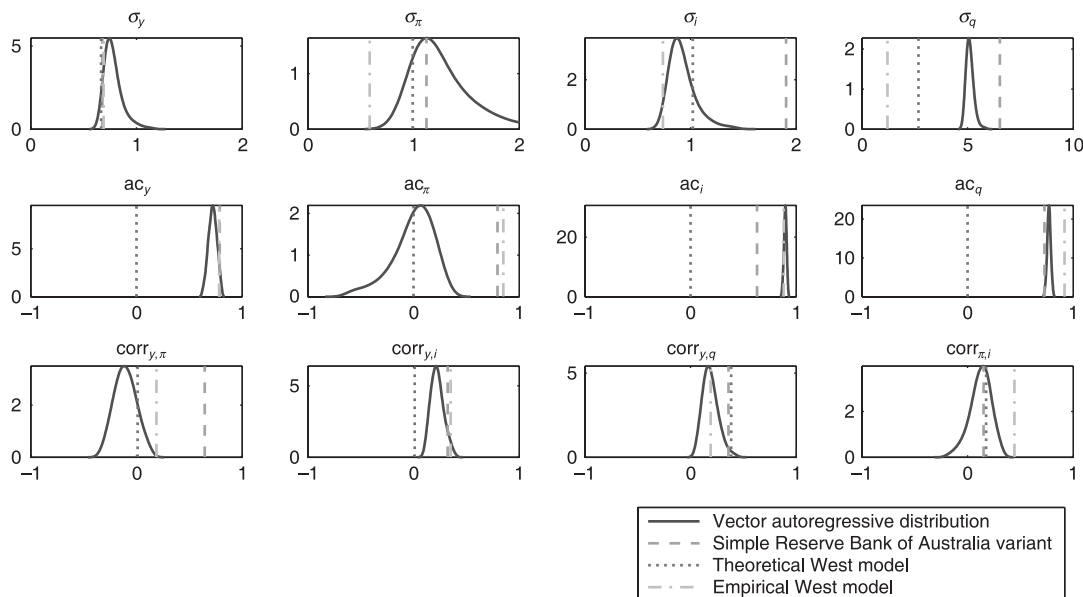 σy σπ σi σq
5 0 0 1 2
1 0 0 1 2
2 0 0 1 2
2 1 0 0 5 10
acy acπ aci acq
5 0 −1 0 1
2 1 0 −1 0 1
20 10 0 −1 0 1
20 15 10 5 0 −1 0 1
corry,π corry,i corry,q corrπ,i
2 0 −1 0 1
5 0 −1 0 1
5 0 −1 0 1
2 0 −1 0 1
Vector autoregressive distribution
Simple Reserve Bank of Australia variant
Theoretical West model
Empirical West model